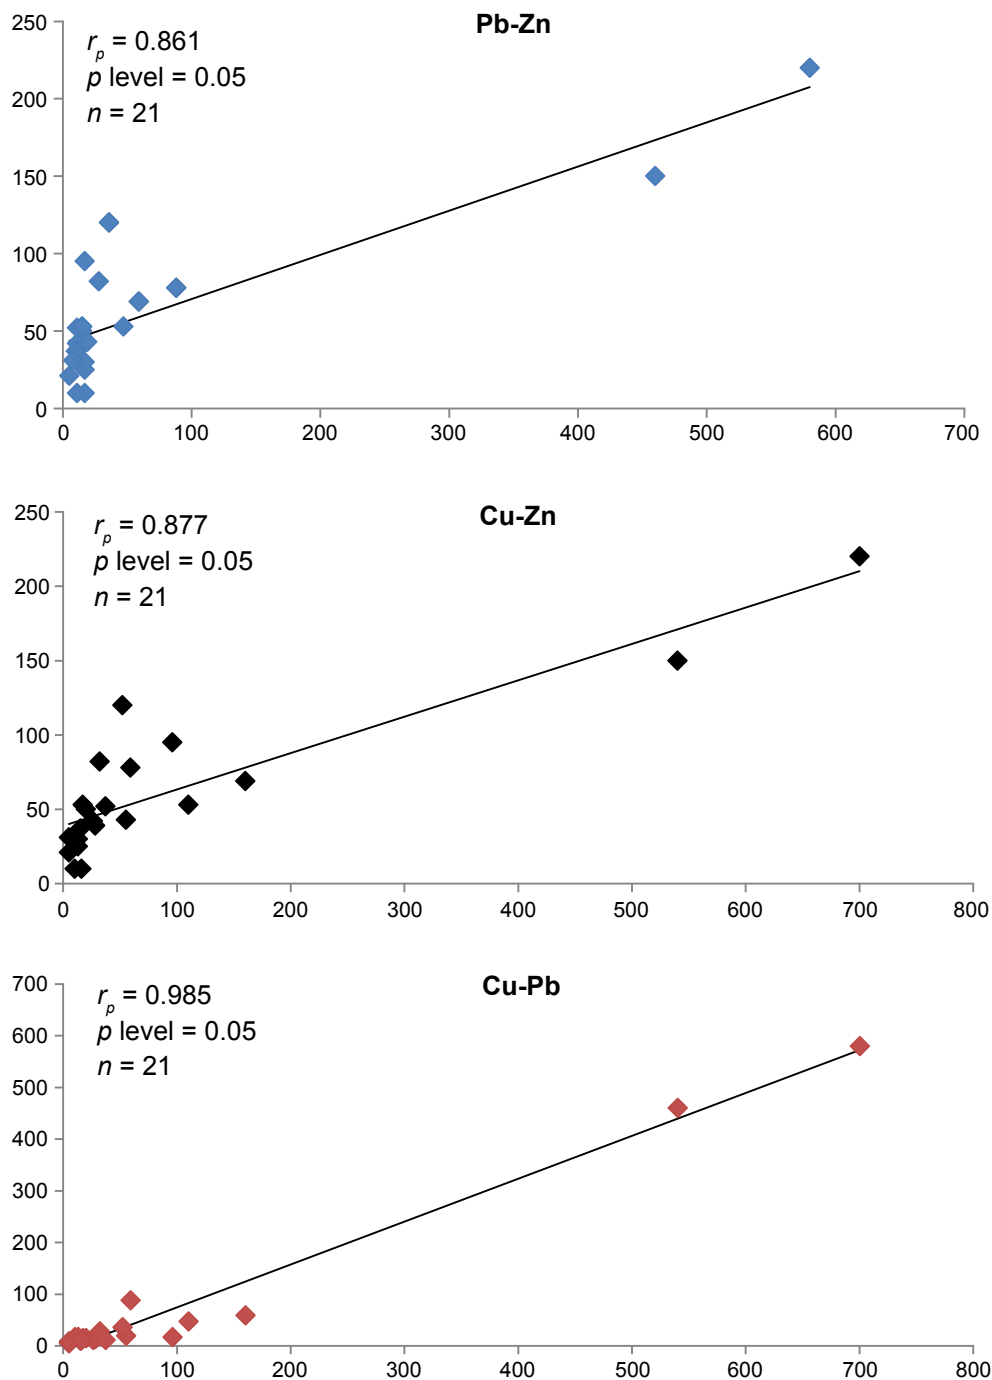 Pb-Zn
r_p = 0.861
p level = 0.05
n = 21
250
200
150
100
50
0
0 100 200 300 400 500 600 700
Cu-Zn
r_p = 0.877
p level = 0.05
n = 21
250
200
150
100
50
0
0 100 200 300 400 500 600 700 800
Cu-Pb
r_p = 0.985
p level = 0.05
n = 21
700
600
500
400
300
200
100
0
0 100 200 300 400 500 600 700 800